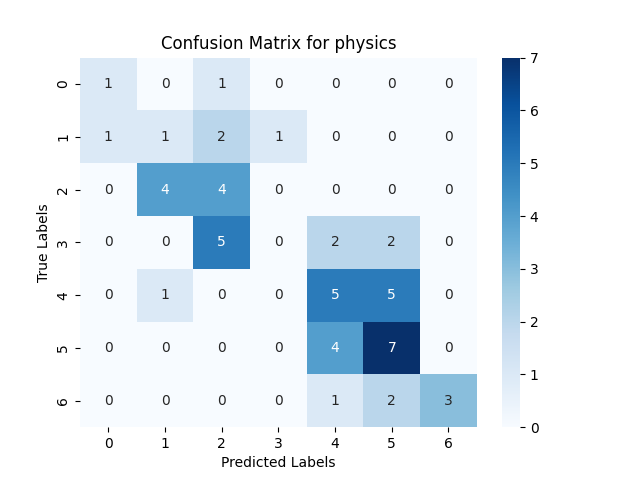 Confusion Matrix for physics
0 1 0 1 0 0 0 0
1 1 1 2 1 0 0 0
2 0 4 4 0 0 0 0
3 0 0 5 0 2 2 0
4 0 1 0 0 5 5 0
5 0 0 0 0 4 7 0
6 0 0 0 0 1 2 3
0 1 2 3 4 5 6
True Labels
Predicted Labels
7
6
5
4
3
2
1
0